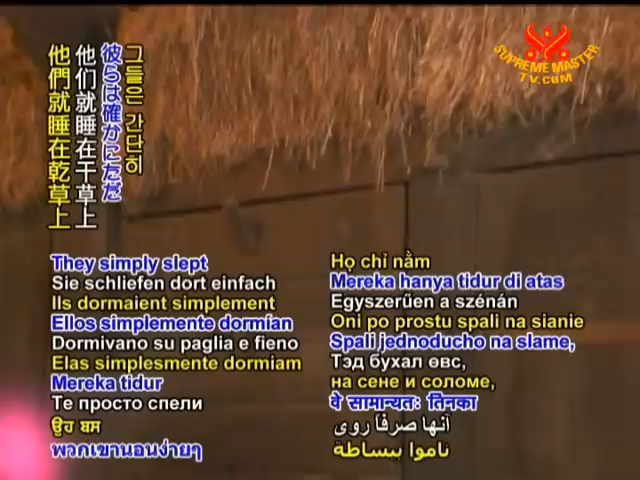 SUPREME MASTER
TV.COM
그들은 간단히
彼らは確かにただ
他们就睡在干草上
他們就睡在乾草上
They simply slept
Sie schliefen dort einfach
Ils dormaient simplement
Ellos simplemente dormían
Dormivano su paglia e fieno
Elas simplesmente dormiam
Mereka tidur
Те просто спели
ਉਹ ਬਸ
พวกเขานอนง่ายๆ
Họ chỉ nằm
Mereka hanya tidur di atas
Egyszerűen a szénán
Oni po prostu spali na sianie
Spali jednoducho na slame,
Тэд бухал өвс,
на сене и соломе,
वे सामान्यतः तिनका
آنها صرفاً روی
ناموا ببساطة